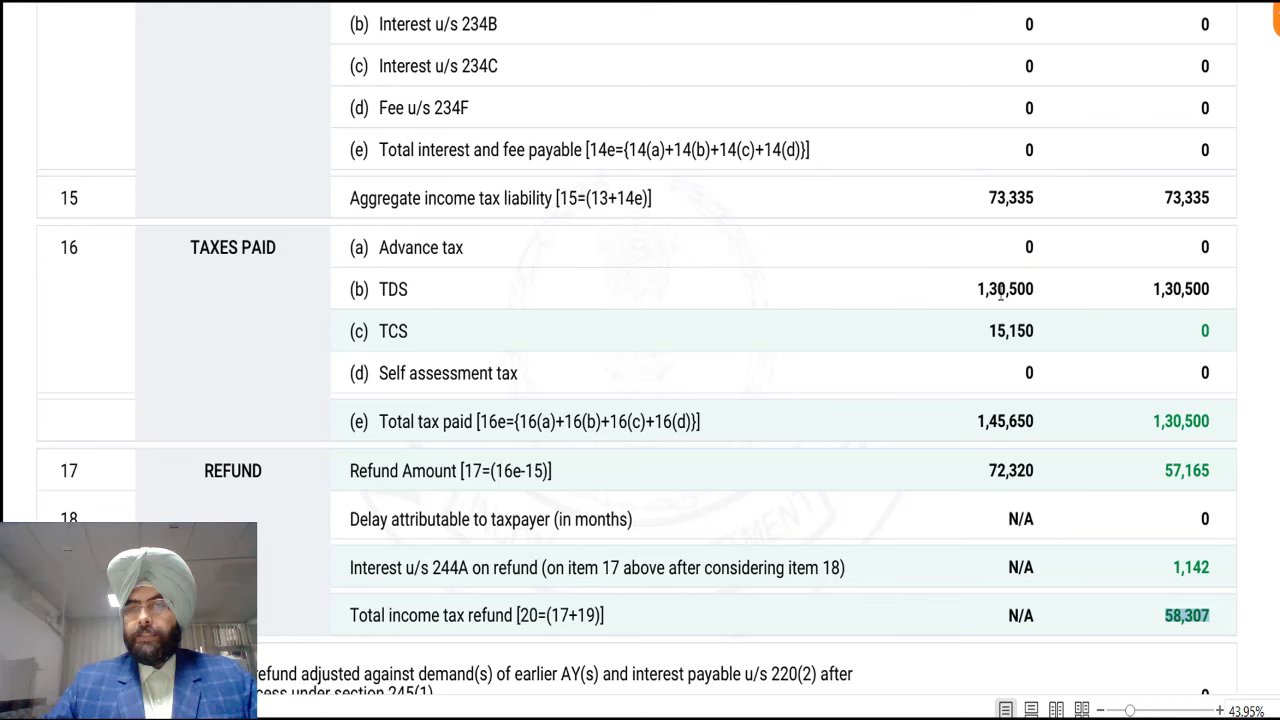 (b) Interest u/s 234B 0 0
(c) Interest u/s 234C 0 0
(d) Fee u/s 234F 0 0
(e) Total interest and fee payable [14e={14(a)+14(b)+14(c)+14(d)}] 0 0
15 Aggregate income tax liability [15=(13+14e)] 73,335 73,335
16 TAXES PAID (a) Advance tax 0 0
(b) TDS 1,30,500 1,30,500
(c) TCS 15,150 0
(d) Self assessment tax 0 0
(e) Total tax paid [16e={16(a)+16(b)+16(c)+16(d)}] 1,45,650 1,30,500
17 REFUND Refund Amount [17=(16e-15)] 72,320 57,165
18 Delay attributable to taxpayer (in months) N/A 0
Interest u/s 244A on refund (on item 17 above after considering item 18) N/A 1,142
Total income tax refund [20=(17+19)] N/A 58,307
refund adjusted against demand(s) of earlier AY(s) and interest payable u/s 220(2) after
under section 245(1) 0
43.95%